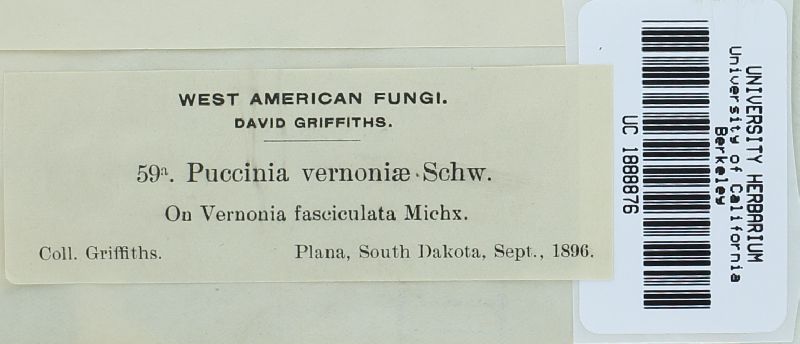 WEST AMERICAN FUNGI.
DAVID GRIFFITHS.
59a. Puccinia vernoniæ Schw.
On Vernonia fasciculata Michx.
Coll. Griffiths. Plana, South Dakota, Sept., 1896.
UNIVERSITY HERBARIUM
University of California
Berkeley
UC 1888876